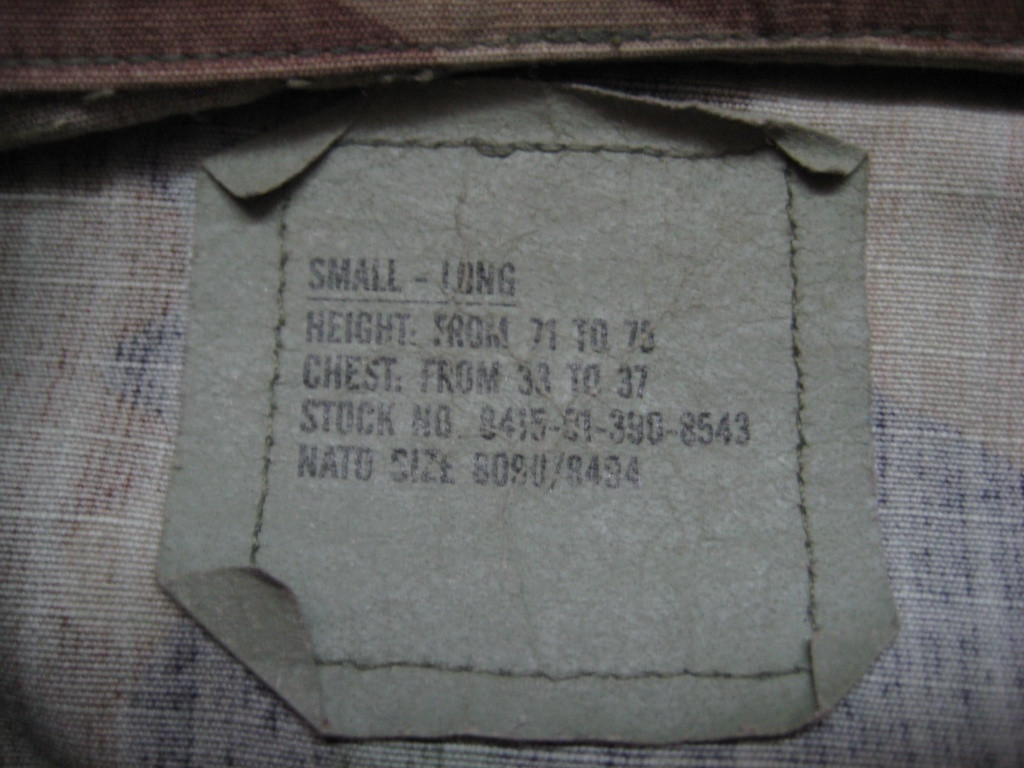 SMALL - LONG
HEIGHT: FROM 71 TO 75
CHEST: FROM 33 TO 37
STOCK NO. 8415-01-390-8543
NATO SIZE 8090/8494